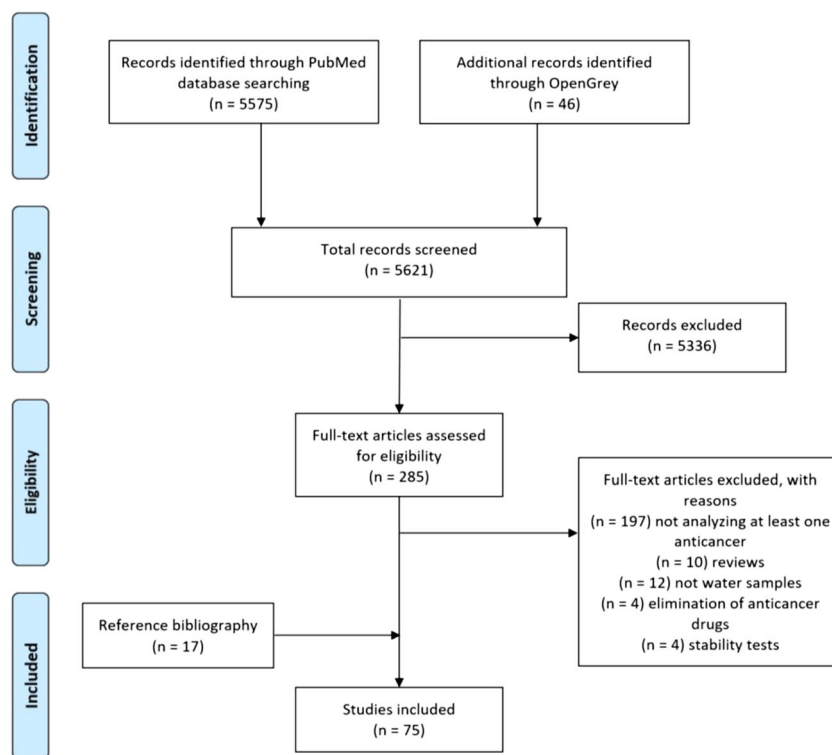 Identification
Records identified through PubMed
database searching
(n = 5575)
Additional records identified
through OpenGrey
(n = 46)
Screening
Total records screened
(n = 5621)
Records excluded
(n = 5336)
Eligibility
Full-text articles assessed
for eligibility
(n = 285)
Full-text articles excluded, with
reasons
(n = 197) not analyzing at least one
anticancer
(n = 10) reviews
(n = 12) not water samples
(n = 4) elimination of anticancer
drugs
(n = 4) stability tests
Included
Reference bibliography
(n = 17)
Studies included
(n = 75)